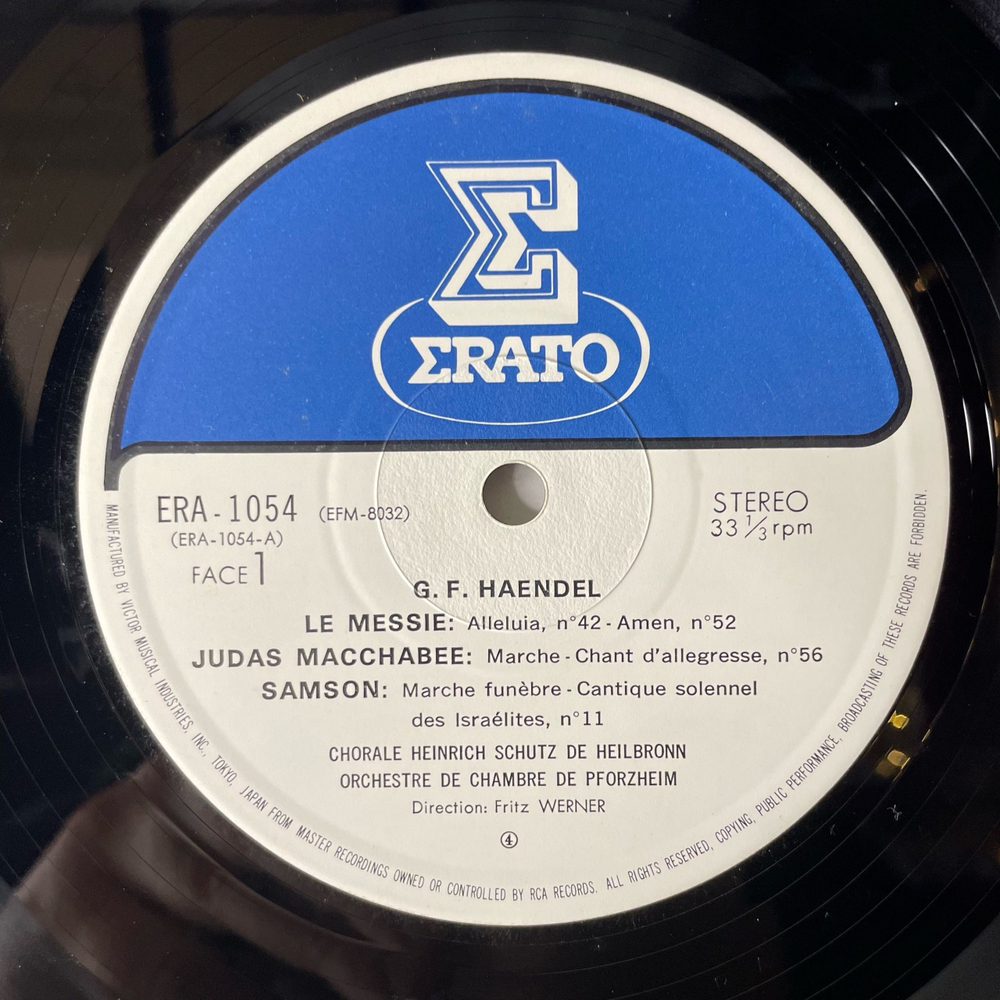 Σ
ΣRATO
ERA-1054 (EFM-8032)
(ERA-1054-A)
FACE 1
STEREO
33 1/3 rpm
G. F. HAENDEL
LE MESSIE: Alleluia, n°42 - Amen, n°52
JUDAS MACCHABEE: Marche - Chant d'allegresse, n°56
SAMSON: Marche funèbre - Cantique solennel
des Israélites, n°11
CHORALE HEINRICH SCHUTZ DE HEILBRONN
ORCHESTRE DE CHAMBRE DE PFORZHEIM
Direction: Fritz WERNER
④
MANUFACTURED BY VICTOR MUSICAL INDUSTRIES, INC., TOKYO, JAPAN FROM MASTER RECORDINGS OWNED OR CONTROLLED BY RCA RECORDS. ALL RIGHTS RESERVED, COPYING, PUBLIC PERFORMANCE, BROADCASTING OF THESE RECORDS ARE FORBIDDEN.